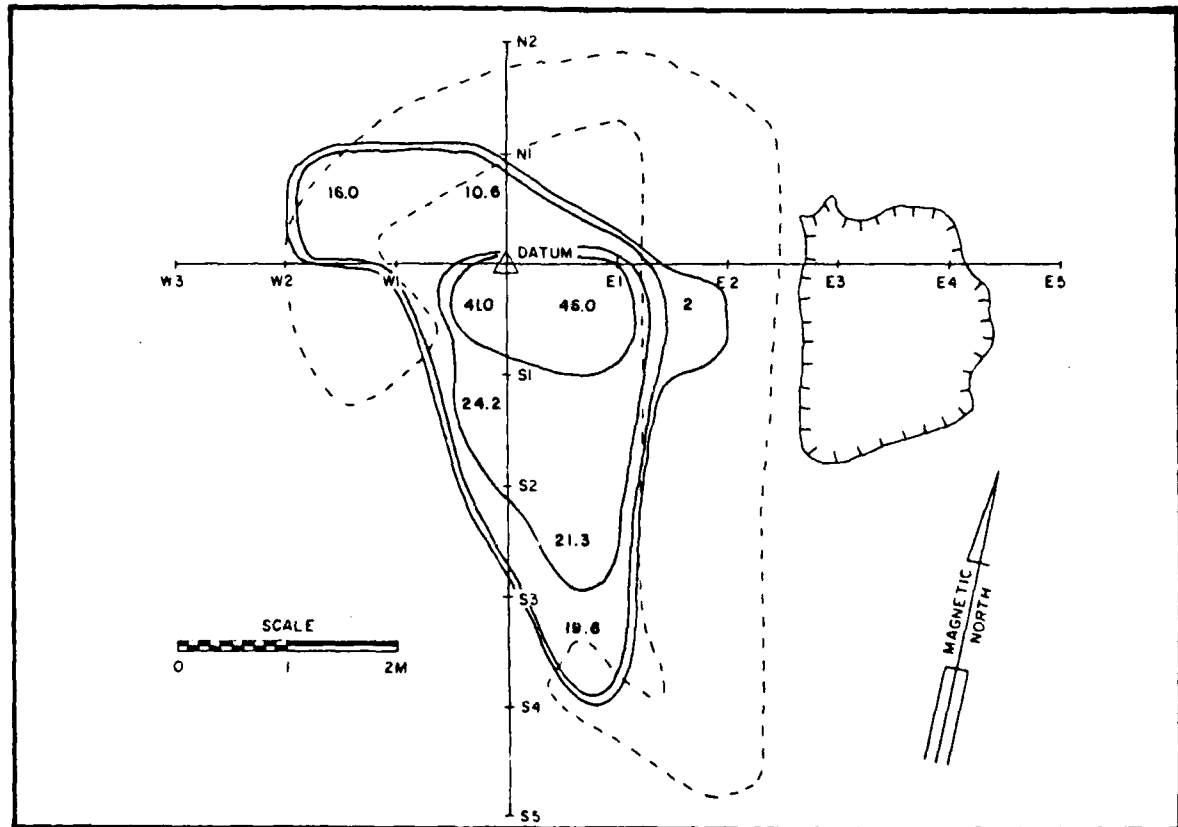 N2
N1
16.0 10.6
DATUM
W3 W2 W1 E1 E2 E3 E4 E5
41.0 46.0 2
S1
24.2
S2
21.3
S3
19.6
SCALE
0 1 2M
S4
S5
MAGNETIC
NORTH